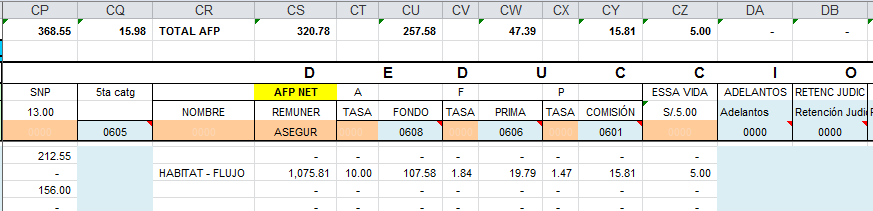 CP CQ CR CS CT CU CV CW CX CY CZ DA DB
368.55 15.98 TOTAL AFP 320.78 257.58 47.39 15.81 5.00 - -
D E D U C C I O
SNP 5ta catg AFP NET A F P ESSA VIDA ADELANTOS RETENC JUDIC
13.00 NOMBRE REMUNER TASA FONDO TASA PRIMA TASA COMISIÓN S/.5.00 Adelantos Retención Judi
0000 0605 0000 ASEGUR 0000 0608 0000 0606 0000 0601 0000 0000 0000
212.55 - - - - -
- HABITAT - FLUJO 1,075.81 10.00 107.58 1.84 19.79 1.47 15.81 5.00
156.00 - - - - -
- - - - - -